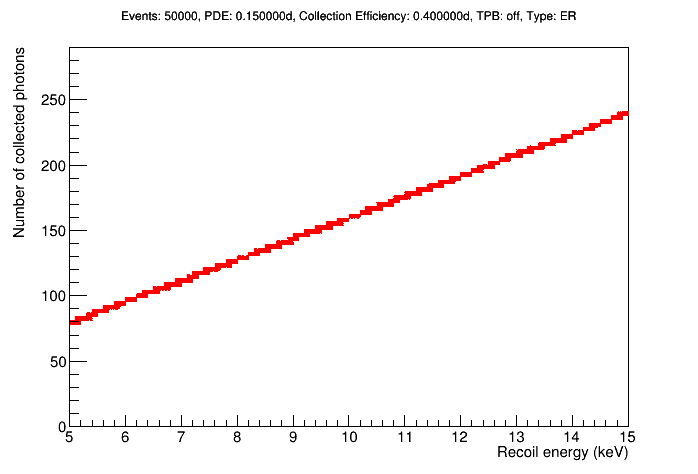 Events: 50000, PDE: 0.150000d, Collection Efficiency: 0.400000d, TPB: off, Type: ER
Number of collected photons
250
200
150
100
50
0
5 6 7 8 9 10 11 12 13 14 15
Recoil energy (keV)